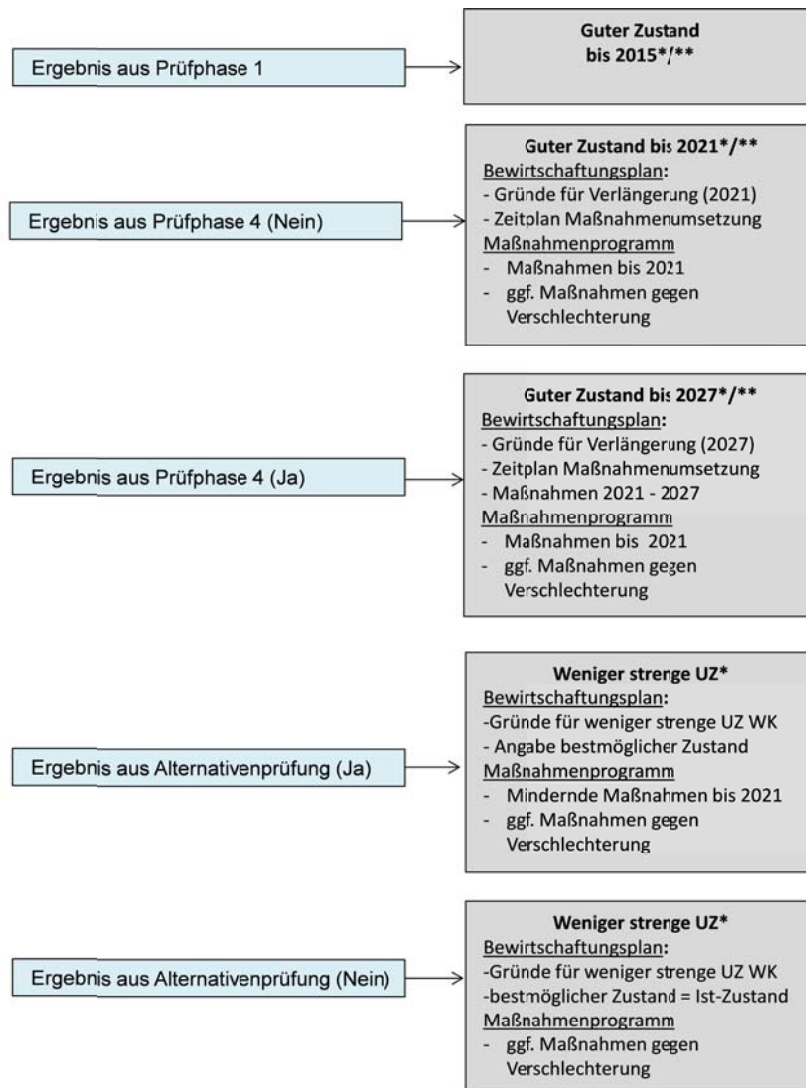 Guter Zustand
bis 2015*/**
Ergebnis aus Prüfphase 1
Guter Zustand bis 2021*/**
Bewirtschaftungsplan:
- Gründe für Verlängerung (2021)
- Zeitplan Maßnahmenumsetzung
Maßnahmenprogramm
- Maßnahmen bis 2021
- ggf. Maßnahmen gegen
Verschlechterung
Ergebnis aus Prüfphase 4 (Nein)
Guter Zustand bis 2027*/**
Bewirtschaftungsplan:
- Gründe für Verlängerung (2027)
- Zeitplan Maßnahmenumsetzung
- Maßnahmen 2021 - 2027
Maßnahmenprogramm
- Maßnahmen bis 2021
- ggf. Maßnahmen gegen
Verschlechterung
Ergebnis aus Prüfphase 4 (Ja)
Weniger strenge UZ*
Bewirtschaftungsplan:
-Gründe für weniger strenge UZ WK
- Angabe bestmöglicher Zustand
Maßnahmenprogramm
- Mindernde Maßnahmen bis 2021
- ggf. Maßnahmen gegen
Verschlechterung
Ergebnis aus Alternativenprüfung (Ja)
Weniger strenge UZ*
Bewirtschaftungsplan:
-Gründe für weniger strenge UZ WK
-bestmöglicher Zustand = Ist-Zustand
Maßnahmenprogramm
- ggf. Maßnahmen gegen
Verschlechterung
Ergebnis aus Alternativenprüfung (Nein)